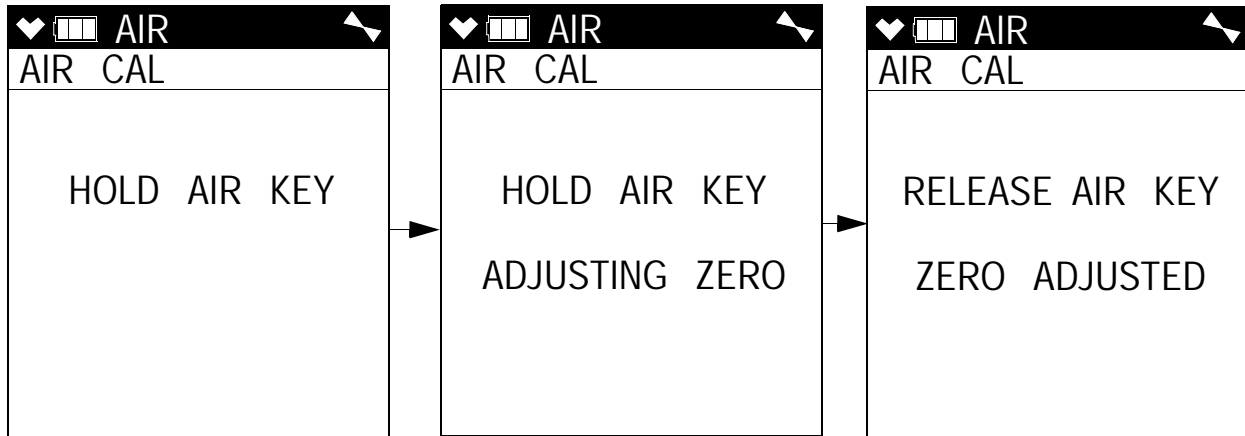 AIR
AIR CAL
HOLD AIR KEY
AIR
AIR CAL
HOLD AIR KEY
ADJUSTING ZERO
AIR
AIR CAL
RELEASE AIR KEY
ZERO ADJUSTED